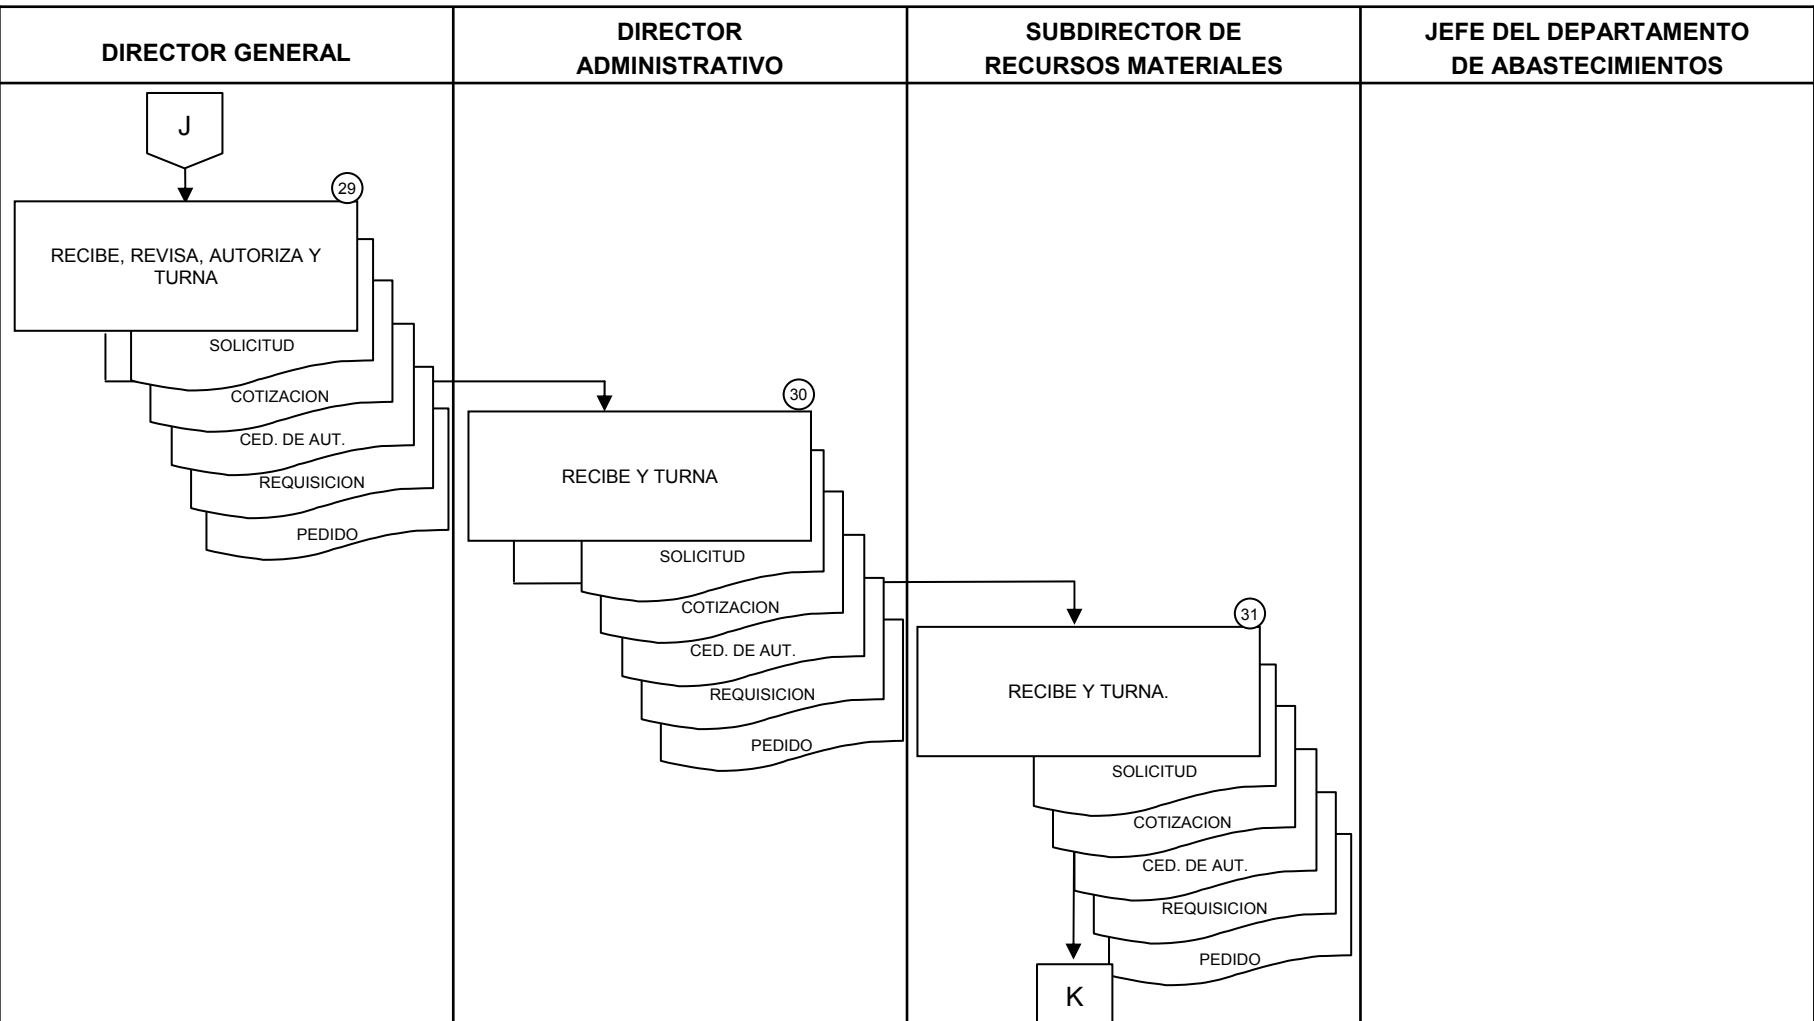 DIRECTOR GENERAL
DIRECTOR
ADMINISTRATIVO
SUBDIRECTOR DE
RECURSOS MATERIALES
JEFE DEL DEPARTAMENTO
DE ABASTECIMIENTOS
J
29
RECIBE, REVISA, AUTORIZA Y
TURNA
SOLICITUD
COTIZACION
CED. DE AUT.
REQUISICION
PEDIDO
30
RECIBE Y TURNA
SOLICITUD
COTIZACION
CED. DE AUT.
REQUISICION
PEDIDO
31
RECIBE Y TURNA.
SOLICITUD
COTIZACION
CED. DE AUT.
REQUISICION
PEDIDO
K